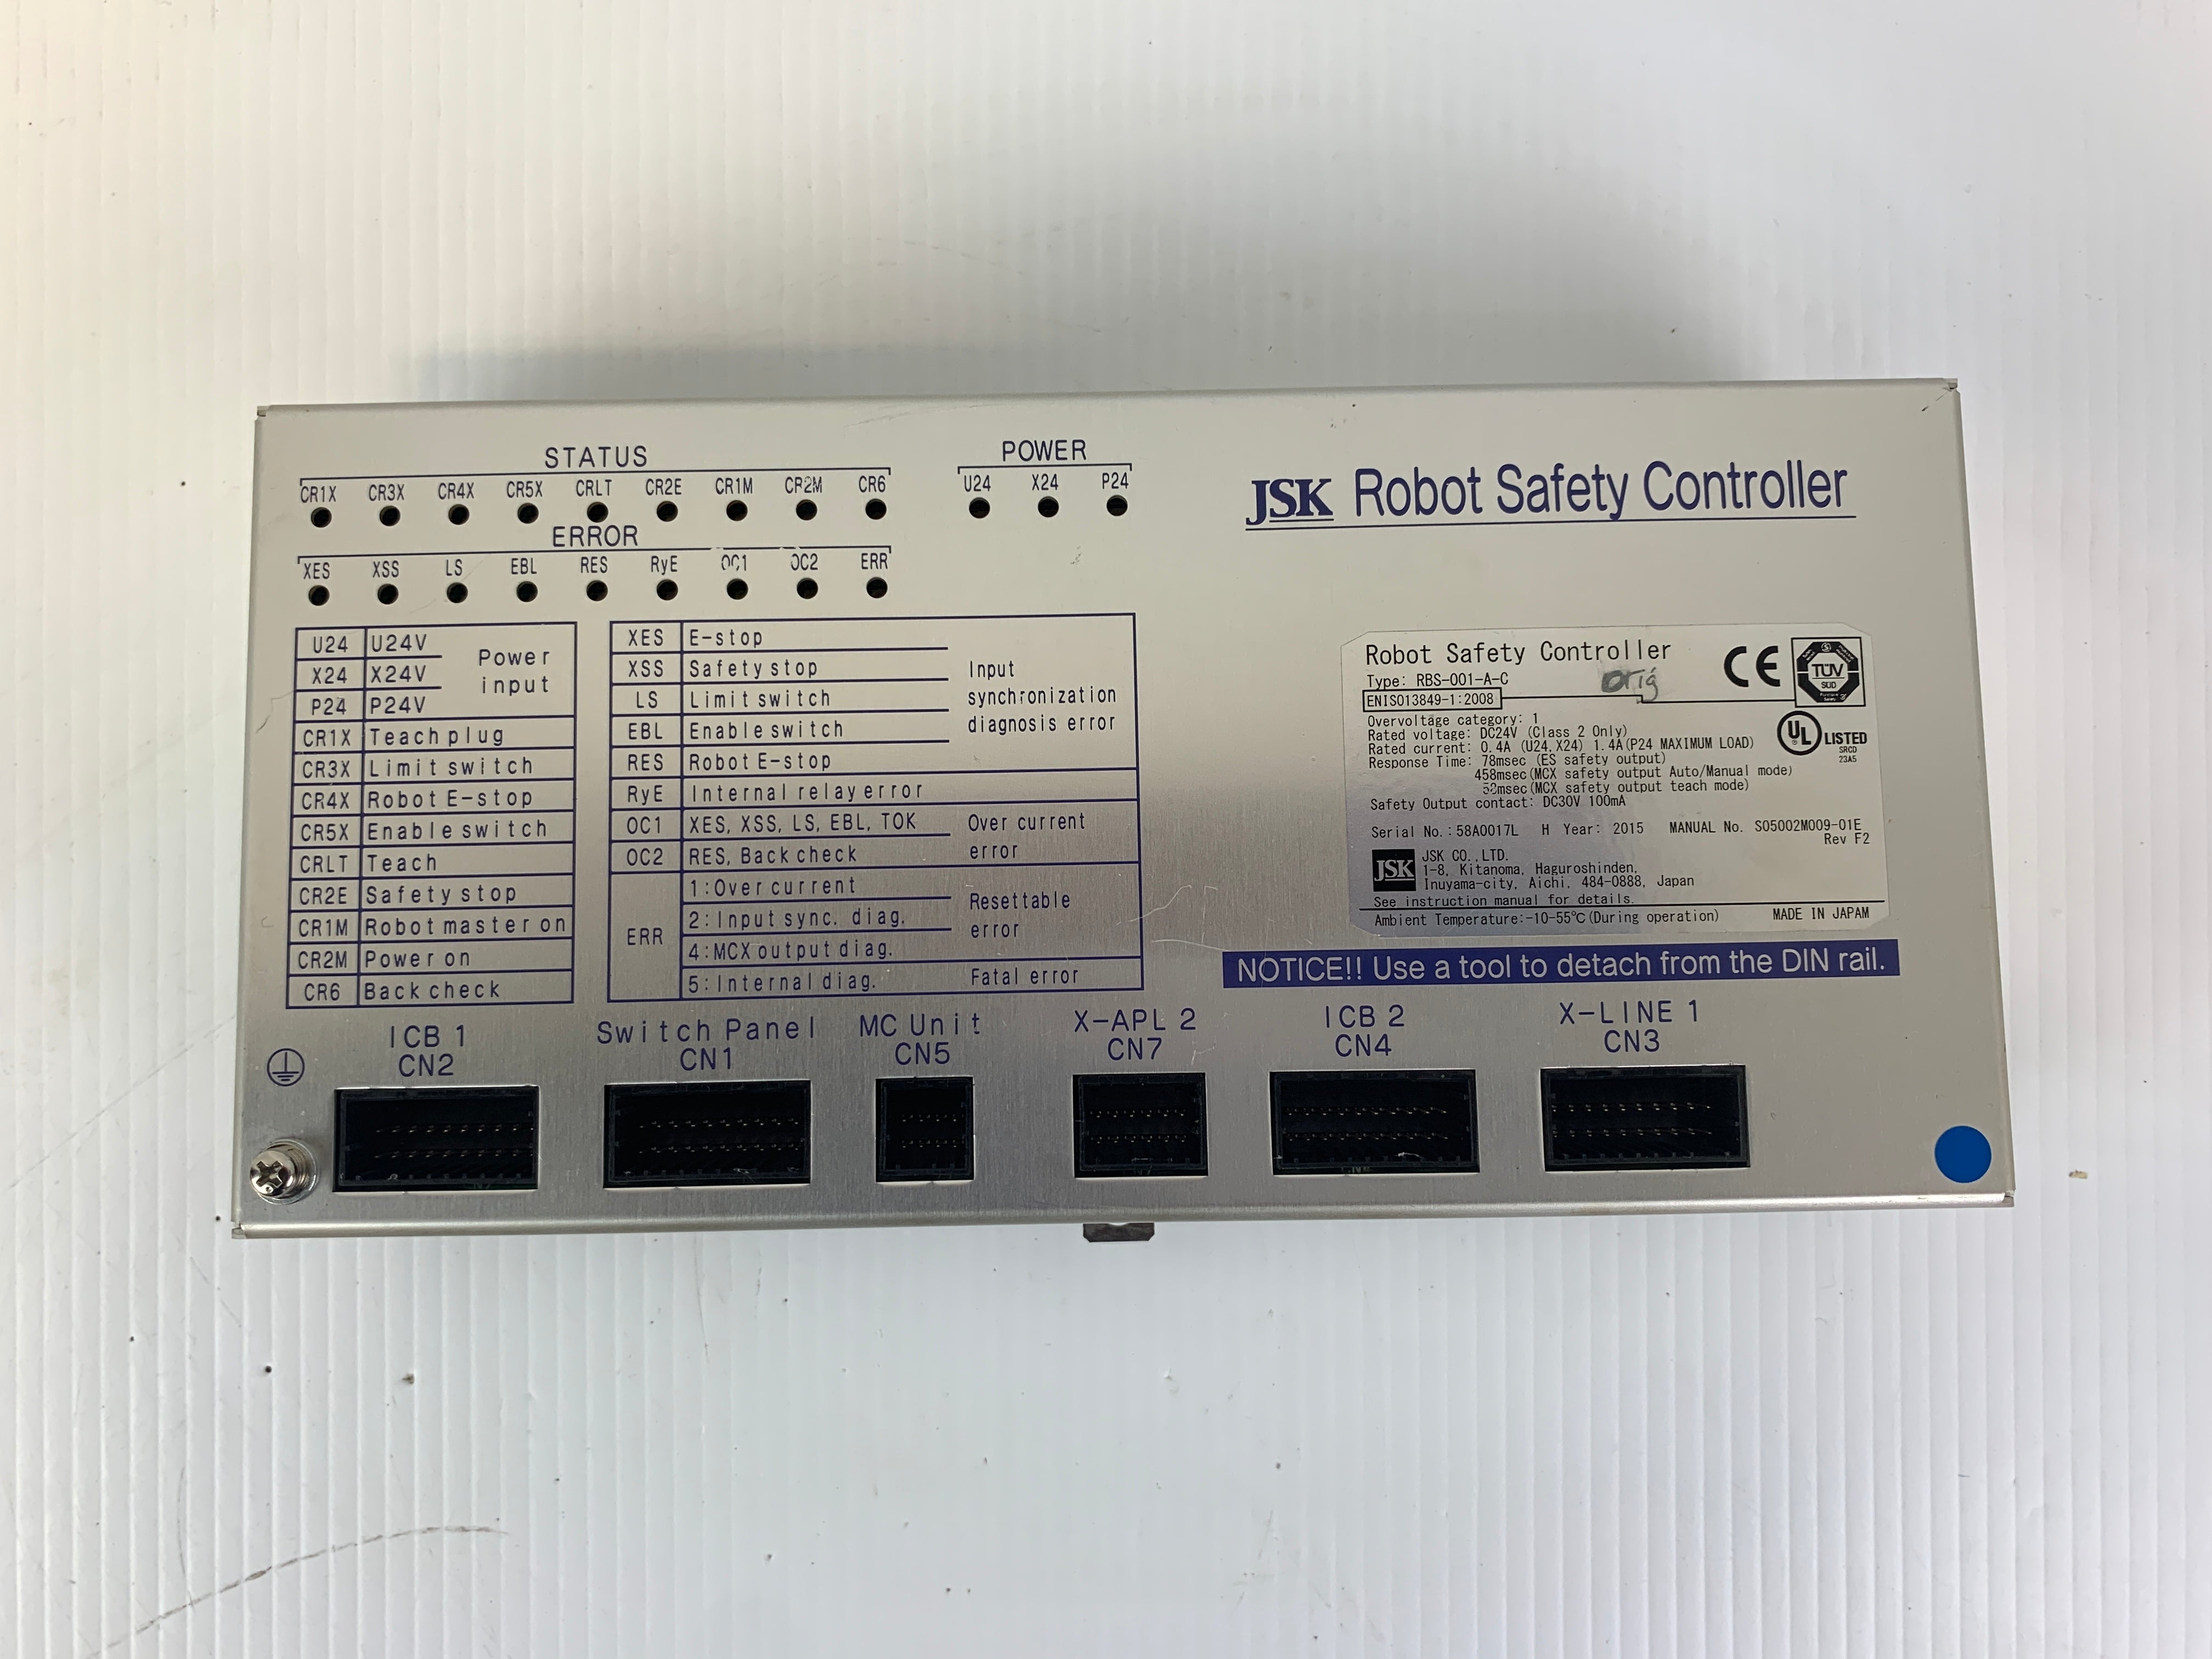 STATUS
CR1X CR3X CR4X CR5X CRLT CR2E CR1M CR2M CR6
ERROR
XES XSS LS EBL RES RyE OC1 OC2 ERR
POWER
U24 X24 P24
JSK Robot Safety Controller
U24 U24V
X24 X24V
P24 P24V
Power
input
CR1X Teach plug
CR3X Limit switch
CR4X Robot E-stop
CR5X Enable switch
CRLT Teach
CR2E Safety stop
CR1M Robot master on
CR2M Power on
CR6 Back check
XES E-stop
XSS Safety stop
LS Limit switch
EBL Enable switch
RES Robot E-stop
Input
synchronization
diagnosis error
RyE Internal relay error
OC1 XES, XSS, LS, EBL, TOK
OC2 RES, Back check
Over current
error
ERR
1:Over current
2:Input sync. diag.
4:MCX output diag.
Resettable
error
5:Internal diag. Fatal error
Robot Safety Controller
Type: RBS-001-A-C
orig
ENISO13849-1:2008
CE
TÜV
SÜD
Overvoltage category: 1
Rated voltage: DC24V (Class 2 Only)
Rated current: 0.4A (U24, X24) 1.4A(P24 MAXIMUM LOAD)
Response Time: 78msec (ES safety output)
458msec(MCX safety output Auto/Manual mode)
58msec(MCX safety output teach mode)
Safety Output contact: DC30V 100mA
UL LISTED
SRCD
23A5
Serial No.:58A0017L H Year: 2015 MANUAL No. S05002M009-01E
Rev F2
JSK
JSK CO.,LTD.
1-8, Kitanoma, Haguroshinden,
Inuyama-city, Aichi, 484-0888, Japan
See instruction manual for details.
Ambient Temperature:-10-55℃(During operation) MADE IN JAPAM
NOTICE!! Use a tool to detach from the DIN rail.
ICB 1
CN2
Switch Panel
CN1
MC Unit
CN5
X-APL 2
CN7
ICB 2
CN4
X-LINE 1
CN3